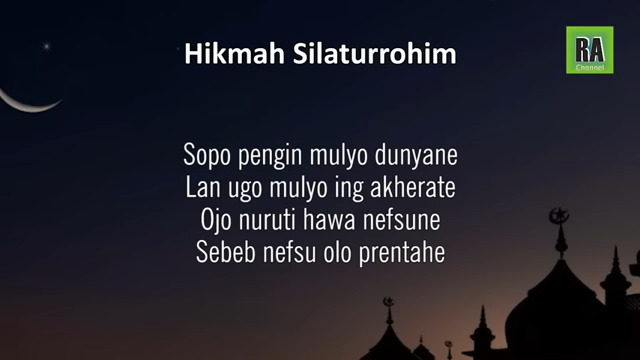 Hikmah Silaturrohim
RA
Channel
Sopo pengin mulyo dunyane
Lan ugo mulyo ing akherate
Ojo nuruti hawa nefsune
Sebeb nefsu olo prentahe